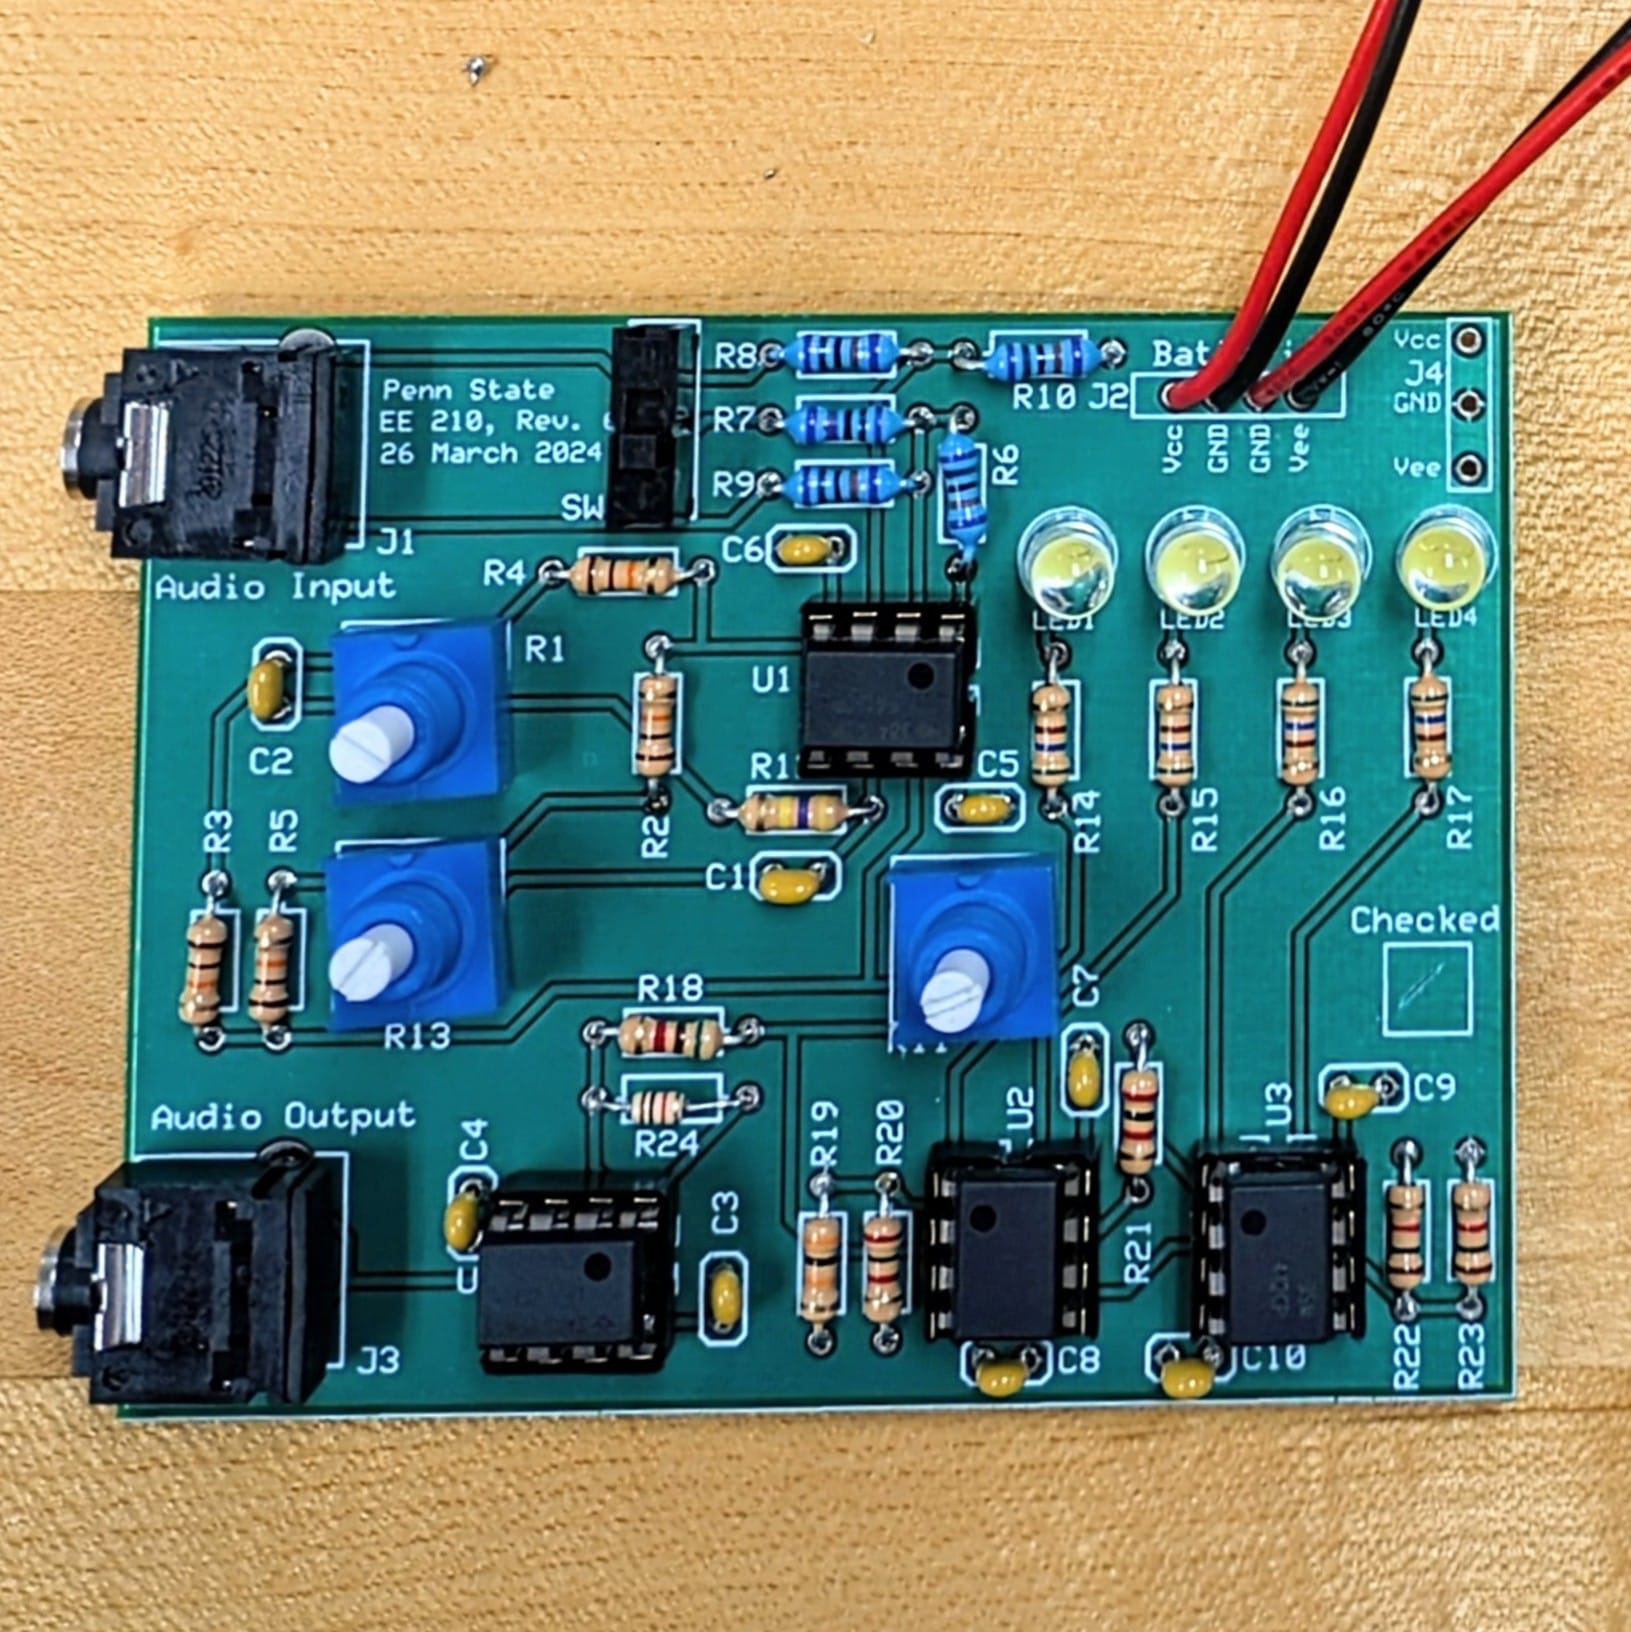 R8
R10
J2
Vcc
J4
GND
Vee
Penn State
EE 210, Rev.
26 March 2024
R7
R9
R6
Vcc
GND
GND
Vee
SW
J1
C6
Audio Input
R4
LED1
LED2
LED3
LED4
R1
U1
C2
C5
R3
R5
R2
R14
R15
R16
R17
C1
Checked
R18
R13
C7
Audio Output
C4
R24
R19
R20
U2
U3
C9
C3
R21
J3
C8
C10
R22
R23